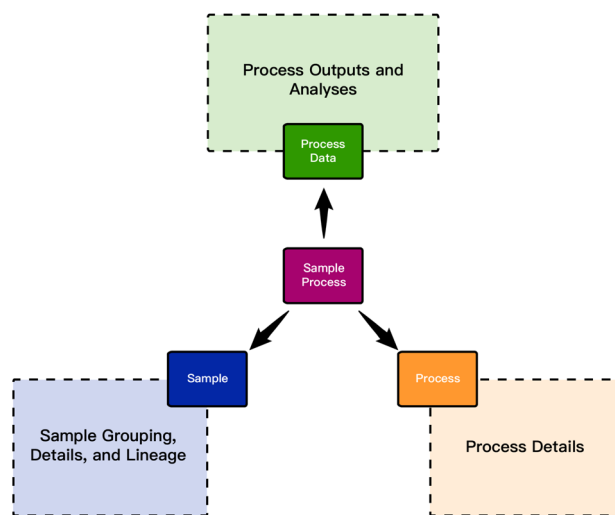 Process Outputs and
Analyses
Process
Data
Sample
Process
Sample
Process
Sample Grouping,
Details, and Lineage
Process Details